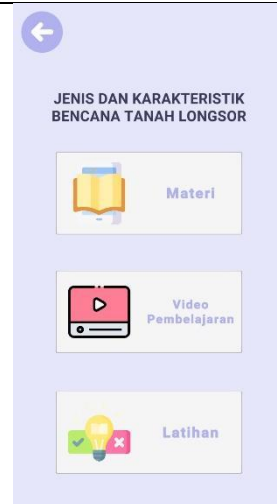 JENIS DAN KARAKTERISTIK
BENCANA TANAH LONGSOR
Materi
Video
Pembelajaran
Latihan